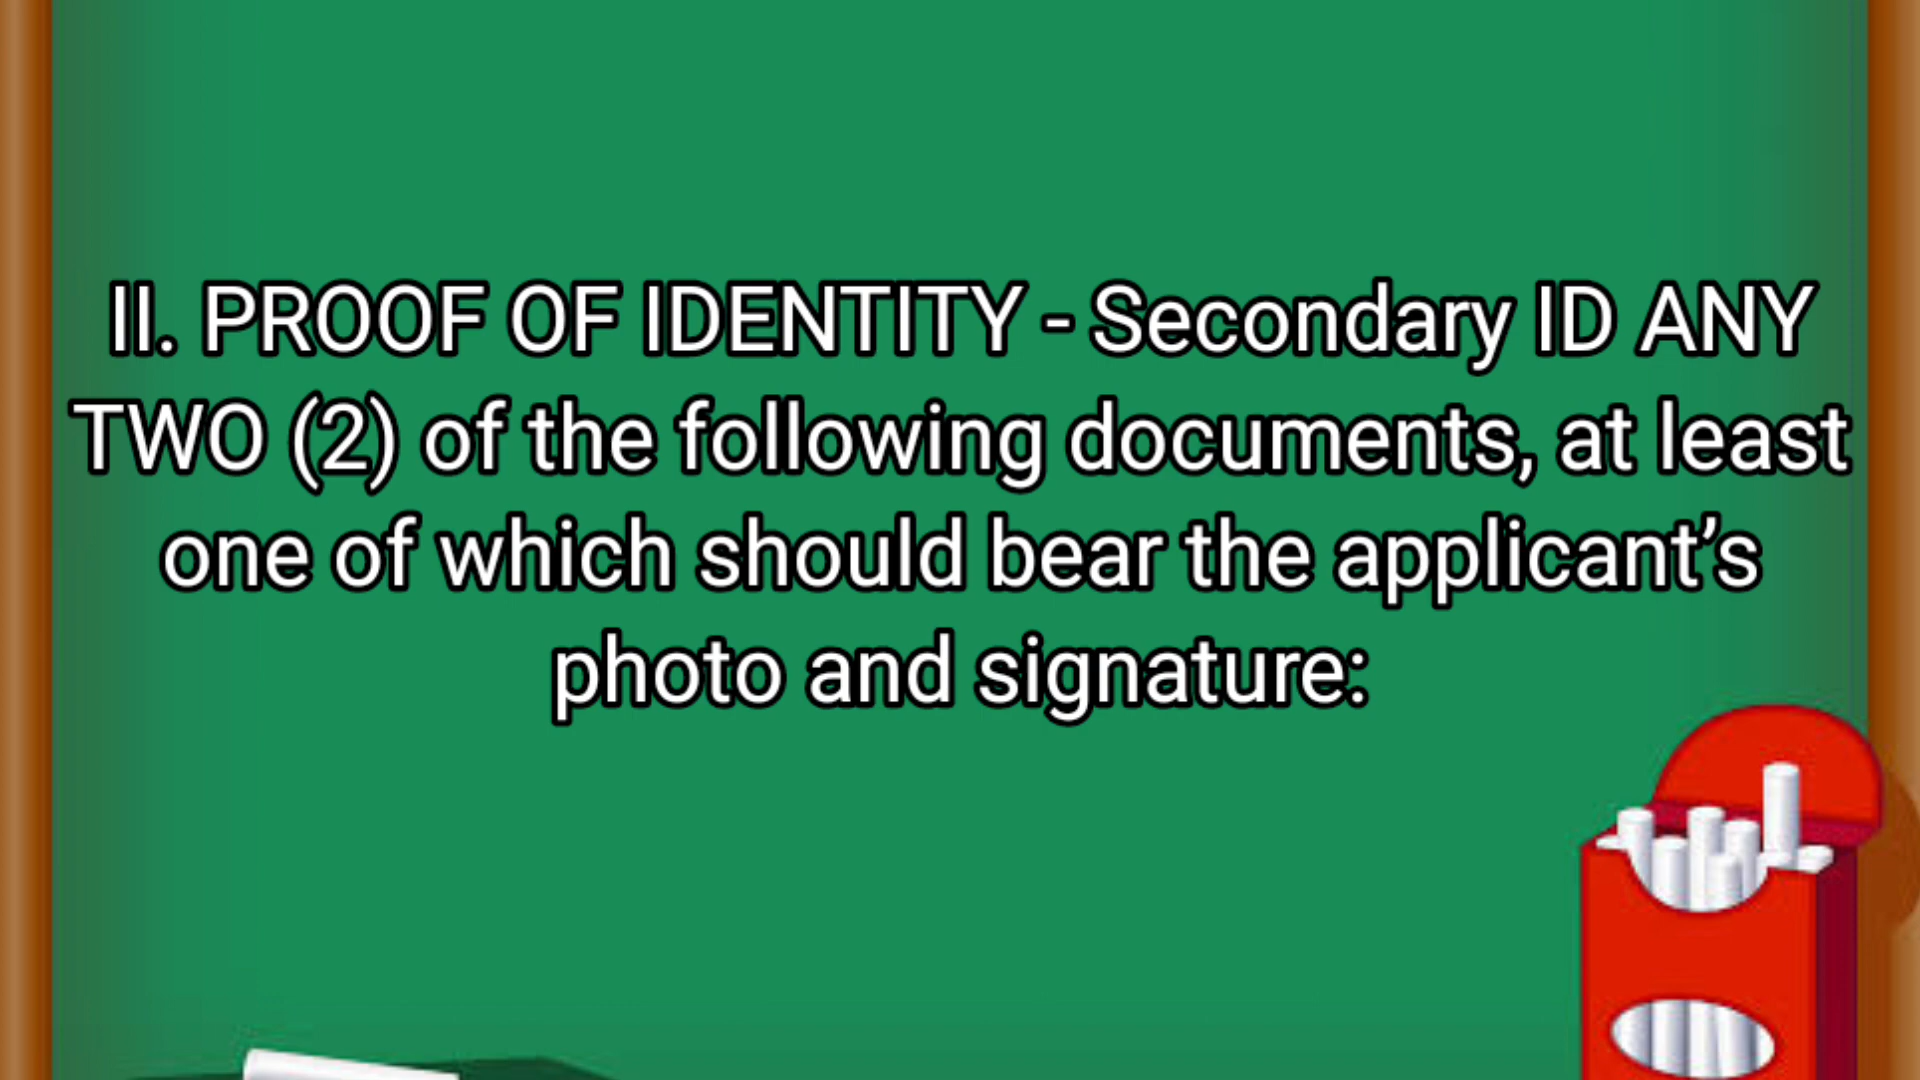 II. PROOF OF IDENTITY - Secondary ID ANY
TWO (2) of the following documents, at least
one of which should bear the applicant’s
photo and signature: